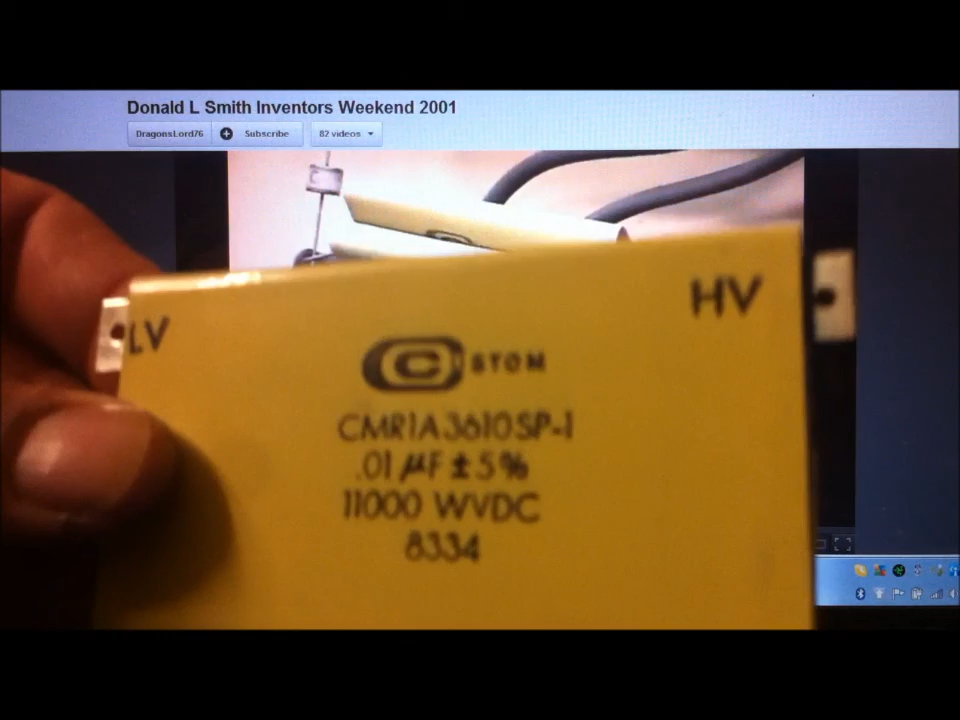 Donald L Smith Inventors Weekend 2001
DragonsLord76 Subscribe 82 videos
LV HV
C STOM
CMR1A3610SP-1
.01 µF ± 5%
11000 WVDC
8334